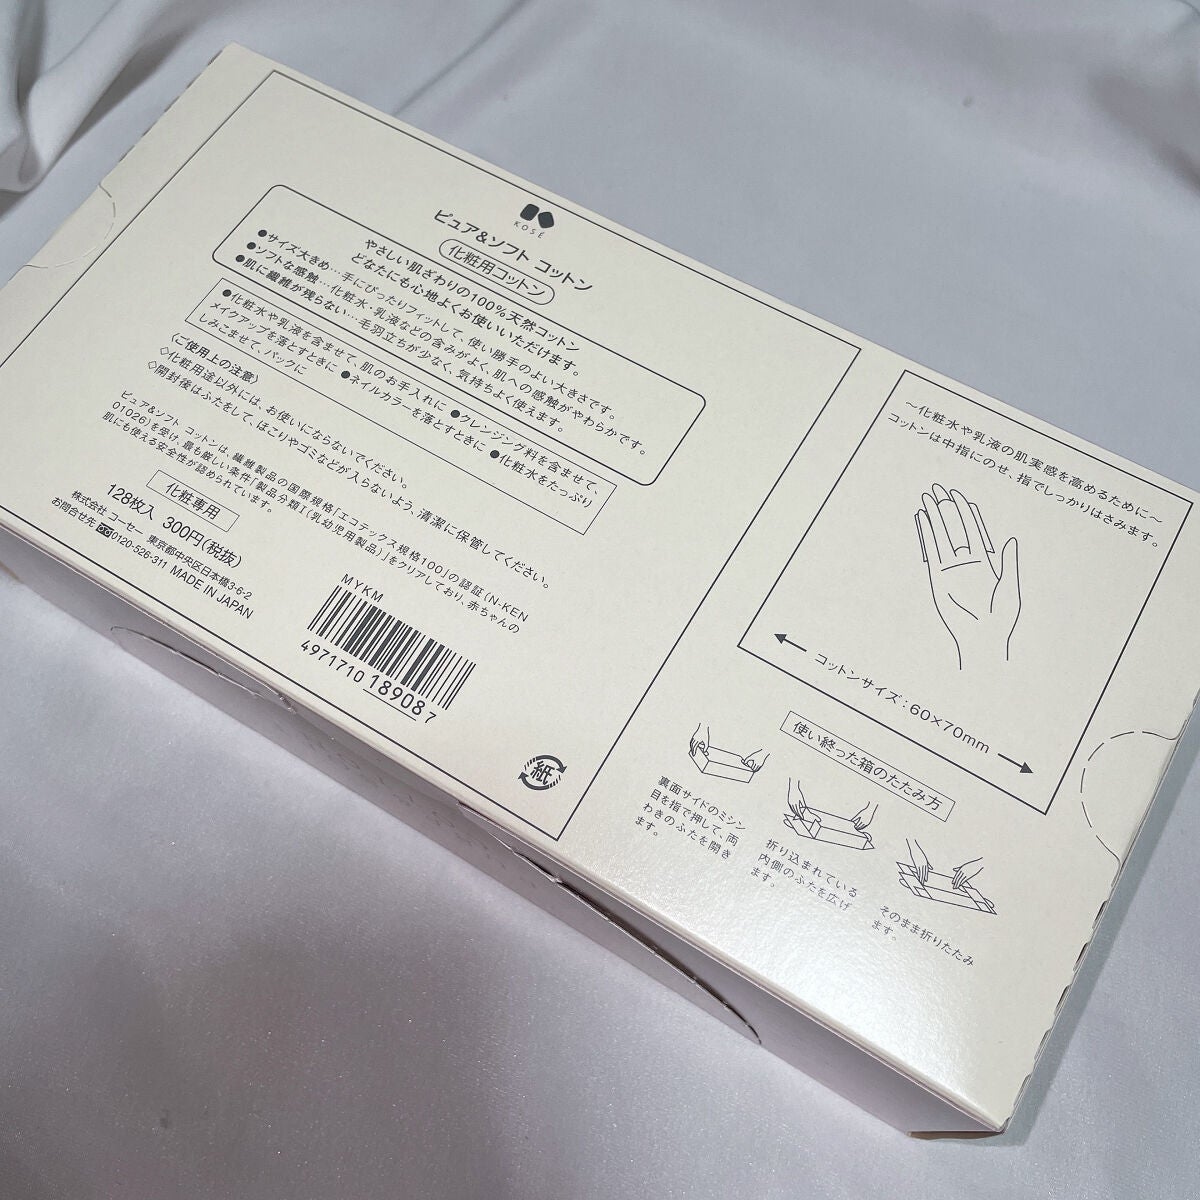 KOSÉ
ピュア&ソフト コットン
化粧用コットン
やさしい肌ざわりの100%天然コットン
どなたにも心地よくお使いいただけます。
●サイズ大きめ…手にぴったりフィットして、使い勝手のよい大きさです。
●ソフトな感触…化粧水・乳液などの含みがよく、肌への感触がやわらかです。
●肌に繊維が残らない…毛羽立ちが少なく、気持ちよく使えます。
●化粧水や乳液を含ませて、肌のお手入れに ●クレンジング料を含ませて、
メイクアップを落とすときに ●ネイルカラーを落とすときに ●化粧水をたっぷり
しみこませて、パックに
〈ご使用上の注意〉
◇化粧用途以外には、お使いにならないでください。
◇開封後はふたをして、ほこりやゴミなどが入らないよう、清潔に保管してください。
ピュア&ソフト コットンは、繊維製品の国際規格「エコテックス規格100」の認証(N-KEN
01026)を受け、最も厳しい条件「製品分類Ⅰ(乳幼児用製品)」をクリアしており、赤ちゃんの
肌にも使える安全性が認められています。
化粧専用
128枚入 300円(税抜)
株式会社 コーセー 東京都中央区日本橋3-6-2
お問合せ先 0120-526-311 MADE IN JAPAN
MYKM
4971710 189087
紙
～化粧水や乳液の肌実感を高めるために～
コットンは中指にのせ、指でしっかりはさみます。
コットンサイズ:60×70mm
使い終った箱のたたみ方
裏面サイドのミシン
目を指で押して、両
わきのふたを開き
ます。
折り込まれている
内側のふたを広げ
ます。
そのまま折りたたみ
ます。